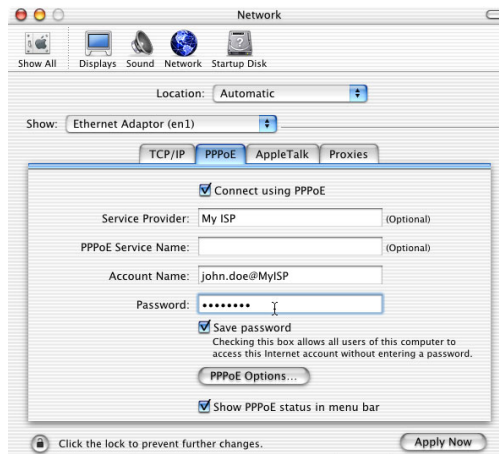 Network
Show All Displays Sound Network Startup Disk
Location: Automatic
Show: Ethernet Adaptor (en1)
TCP/IP PPPoE AppleTalk Proxies
Connect using PPPoE
Service Provider: My ISP (Optional)
PPPoE Service Name: (Optional)
Account Name: john.doe@MyISP
Password: ••••••••
Save password
Checking this box allows all users of this computer to
access this Internet account without entering a password.
PPPoE Options...
Show PPPoE status in menu bar
Click the lock to prevent further changes. Apply Now